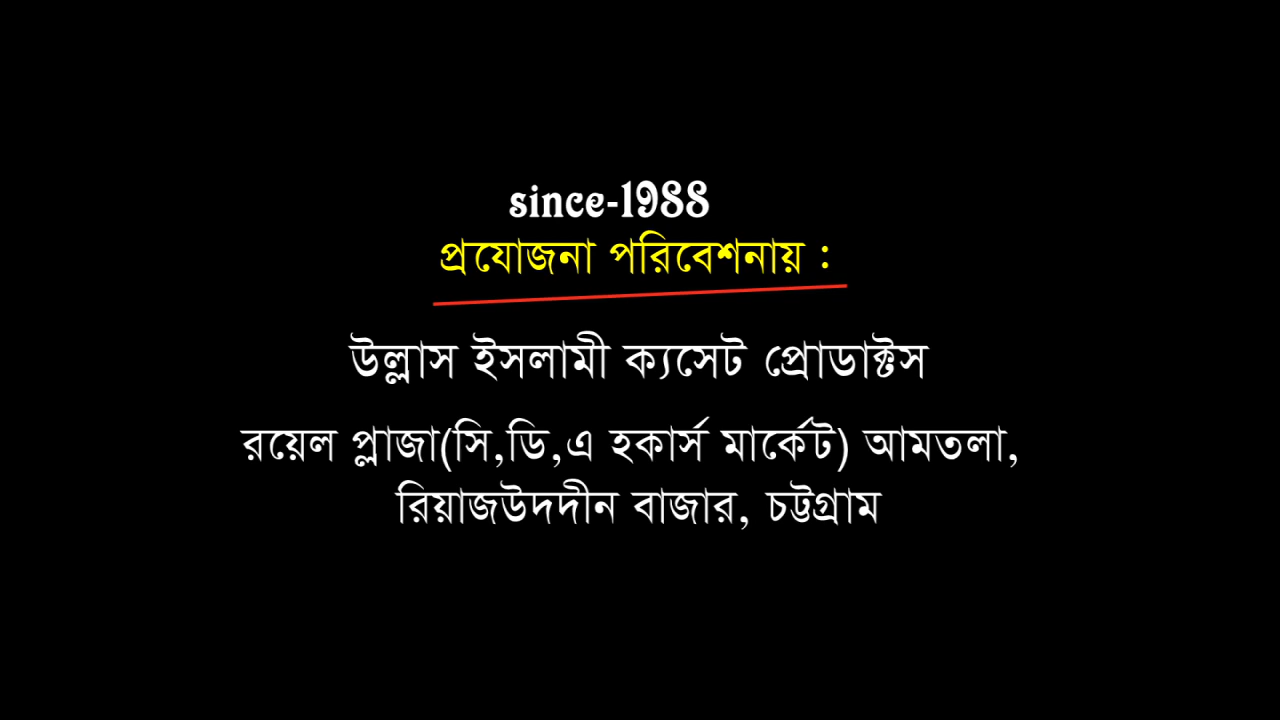 since-1988
প্রযোজনা পরিবেশনায় :
উল্লাস ইসলামী ক্যসেট প্রোডাক্টস
রয়েল প্লাজা(সি,ডি,এ হকার্স মার্কেট) আমতলা,
রিয়াজউদদীন বাজার, চট্টগ্রাম